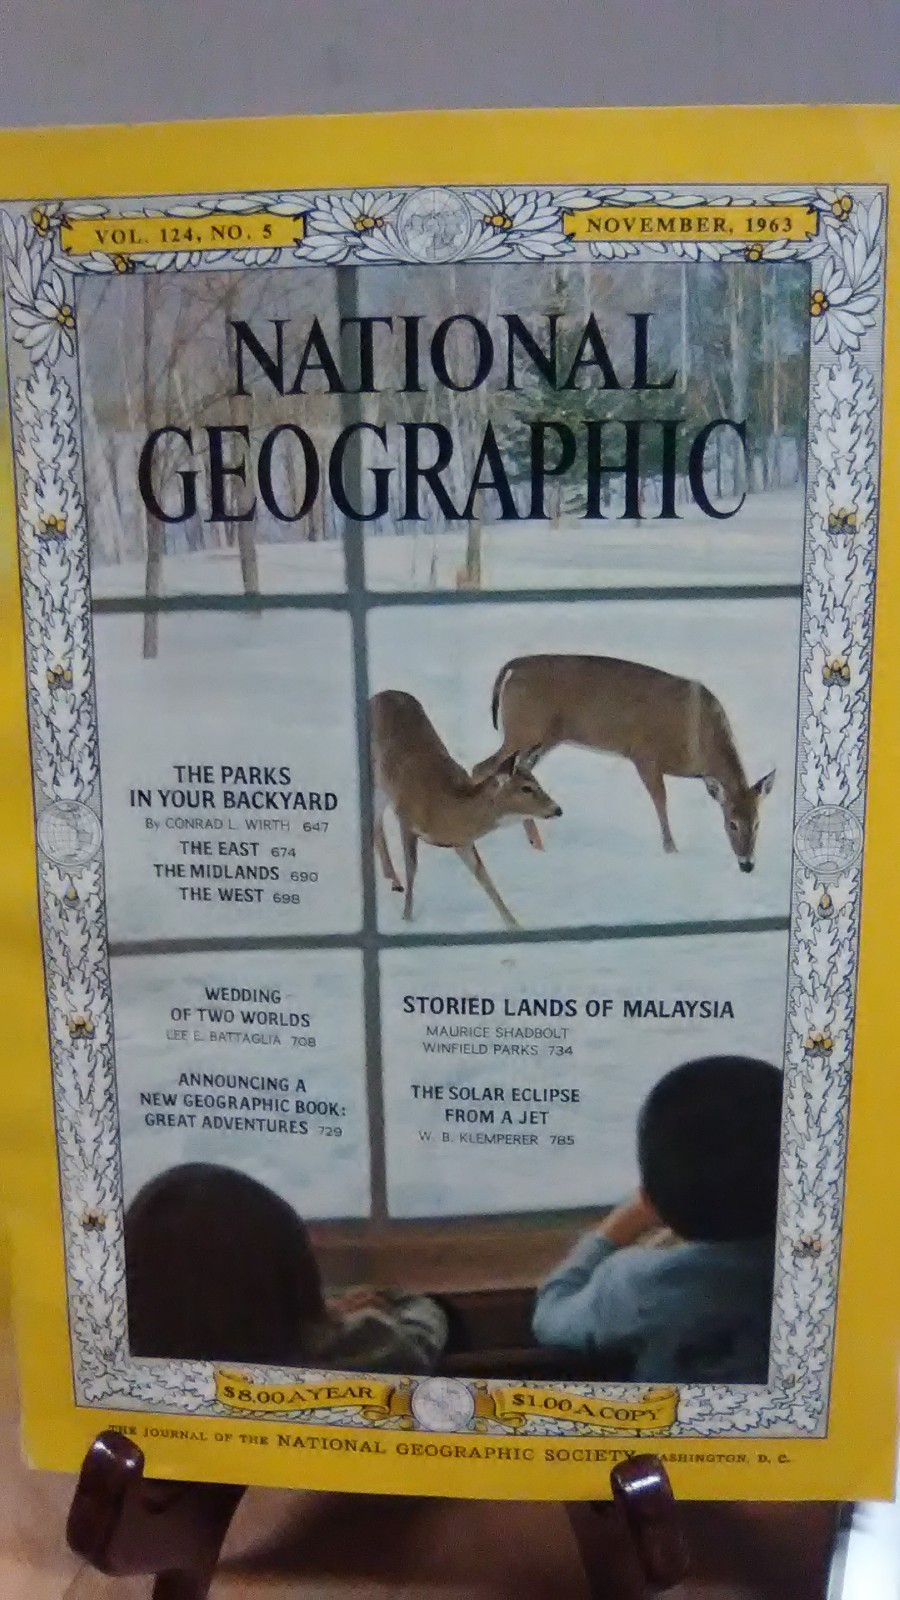 VOL. 124, NO. 5
NOVEMBER, 1963
NATIONAL
GEOGRAPHIC
THE PARKS
IN YOUR BACKYARD
By CONRAD L. WIRTH 647
THE EAST 674
THE MIDLANDS 690
THE WEST 698
WEDDING
OF TWO WORLDS
LEE E. BATTAGLIA 708
ANNOUNCING A
NEW GEOGRAPHIC BOOK:
GREAT ADVENTURES 729
STORIED LANDS OF MALAYSIA
MAURICE SHADBOLT
WINFIELD PARKS 734
THE SOLAR ECLIPSE
FROM A JET
W. B. KLEMPERER 785
$8.00 A YEAR
$1.00 A COPY
THE JOURNAL OF THE NATIONAL GEOGRAPHIC SOCIETY WASHINGTON, D. C.